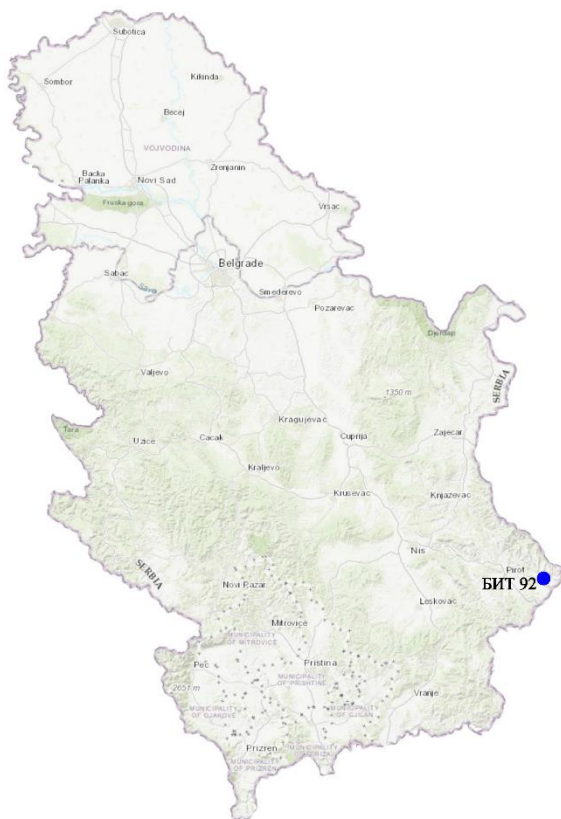 Subotica
Sombor
Kikinda
Becej
VOJVODINA
Zrenjanin
Backa
Palanka
Novi Sad
Fruska gora
Vrsac
Belgrade
Sabac
Sava
Smederevo
Pozarevac
Djerdap
Valjevo
1350 m
SERBIA
Tara
Uzice
Cacak
Kragujevac
Cuprija
Zajecar
Kraljevo
Krusevac
Knjazevac
Nis
SERBIA
Novi Pazar
Pirot
БИТ 92
Leskovac
Mitrovice
MUNICIPALITY
OF MITROVICE
Pec
Pristina
2651 m
MUNICIPALITY
OF PRISHTINE
Vranje
MUNICIPALITY
OF GJAKOVE
MUNICIPALITY
OF GJILAN
Prizren
MUNICIPALITY
OF PRIZREN
MUNICIPALITY